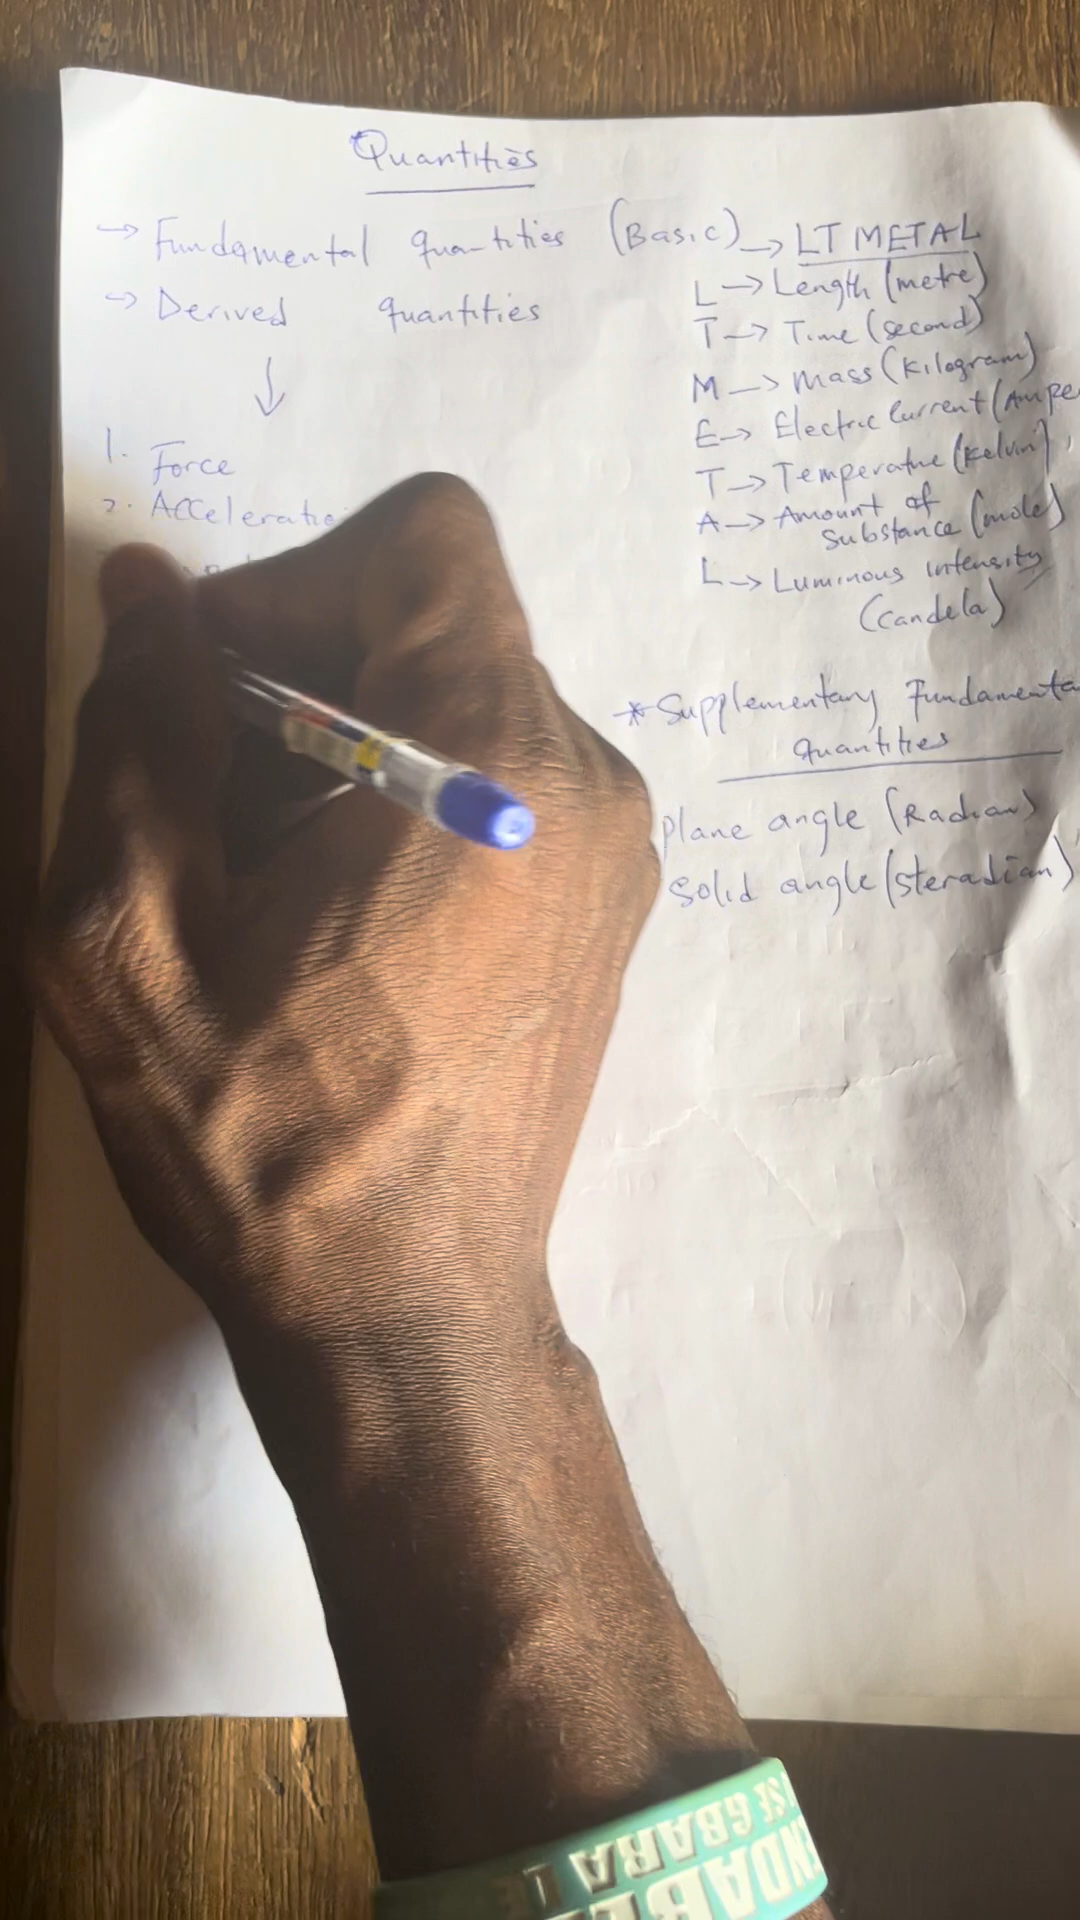 Quantities
→ Fundamental quantities (Basic) → LT METAL
→ Derived quantities
↓
1. Force
2. Acceleratio
L → Length (metre)
T → Time (second)
M → Mass (Kilogram)
E → Electric Current (Ampe
T → Temperature (Kelvin)
A → Amount of
Substance (mole)
L → Luminous intensity
(Candela)
* Supplementary Fundamenta
quantities
Plane angle (Radian)
Solid angle (Steradian)
GBARA